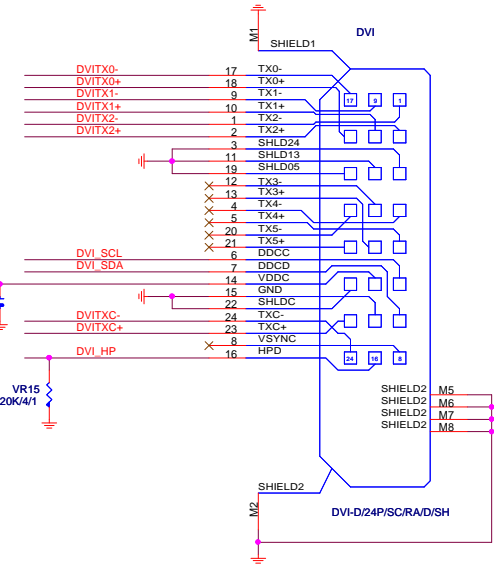 DVI
M1
SHIELD1
DVITX0- 17 TX0-
DVITX0+ 18 TX0+
DVITX1- 9 TX1-
DVITX1+ 10 TX1+
DVITX2- 1 TX2-
DVITX2+ 2 TX2+
3 SHLD24
11 SHLD13
19 SHLD05
12 TX3-
13 TX3+
4 TX4-
5 TX4+
20 TX5-
21 TX5+
DVI_SCL 6 DDCC
DVI_SDA 7 DDCD
14 VDDC
15 GND
22 SHLDC
DVITXC- 24 TXC-
DVITXC+ 23 TXC+
8 VSYNC
DVI_HP 16 HPD
17 9 1
24 16 8
VR15
20K/4/1
SHIELD2 M5
SHIELD2 M6
SHIELD2 M7
SHIELD2 M8
SHIELD2
M2
DVI-D/24P/SC/RA/D/SH